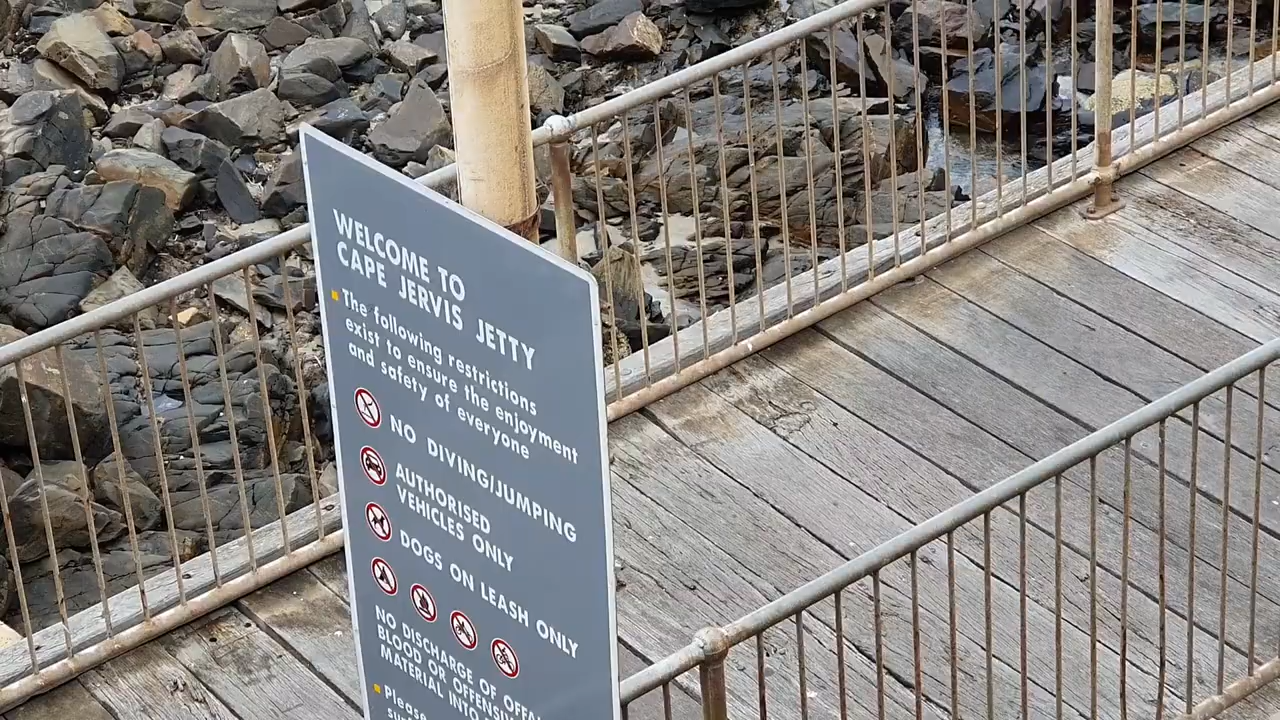 WELCOME TO
CAPE JERVIS JETTY
The following restrictions
exist to ensure the enjoyment
and safety of everyone
NO DIVING/JUMPING
AUTHORISED
VEHICLES ONLY
DOGS ON LEASH ONLY
NO DISCHARGE OF
BLOOD OR
MATERIAL INTO
Please